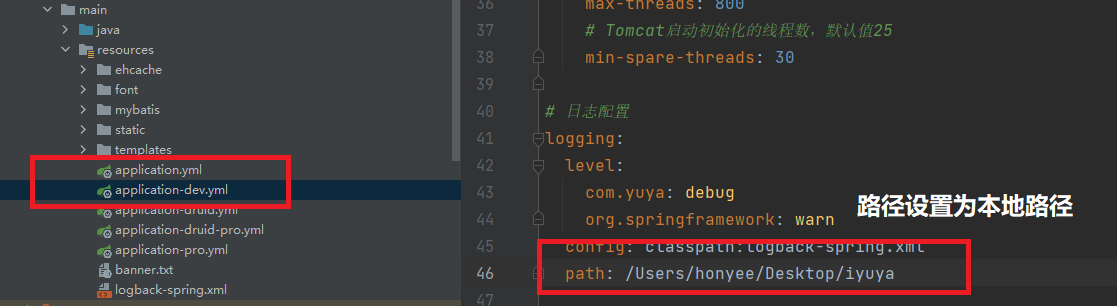 main
java
resources
ehcache
font
mybatis
static
templates
application.yml
application-dev.yml
application-druid.yml
application-druid-pro.yml
application-pro.yml
banner.txt
logback-spring.xml
36 max-threads: 800
37 # Tomcat启动初始化的线程数，默认值25
38 min-spare-threads: 30
39
40 # 日志配置
41 logging:
42 level:
43 com.yuya: debug
44 org.springframework: warn
45 config: classpath:logback-spring.xml
46 path: /Users/honyee/Desktop/iyuya
47
路径设置为本地路径